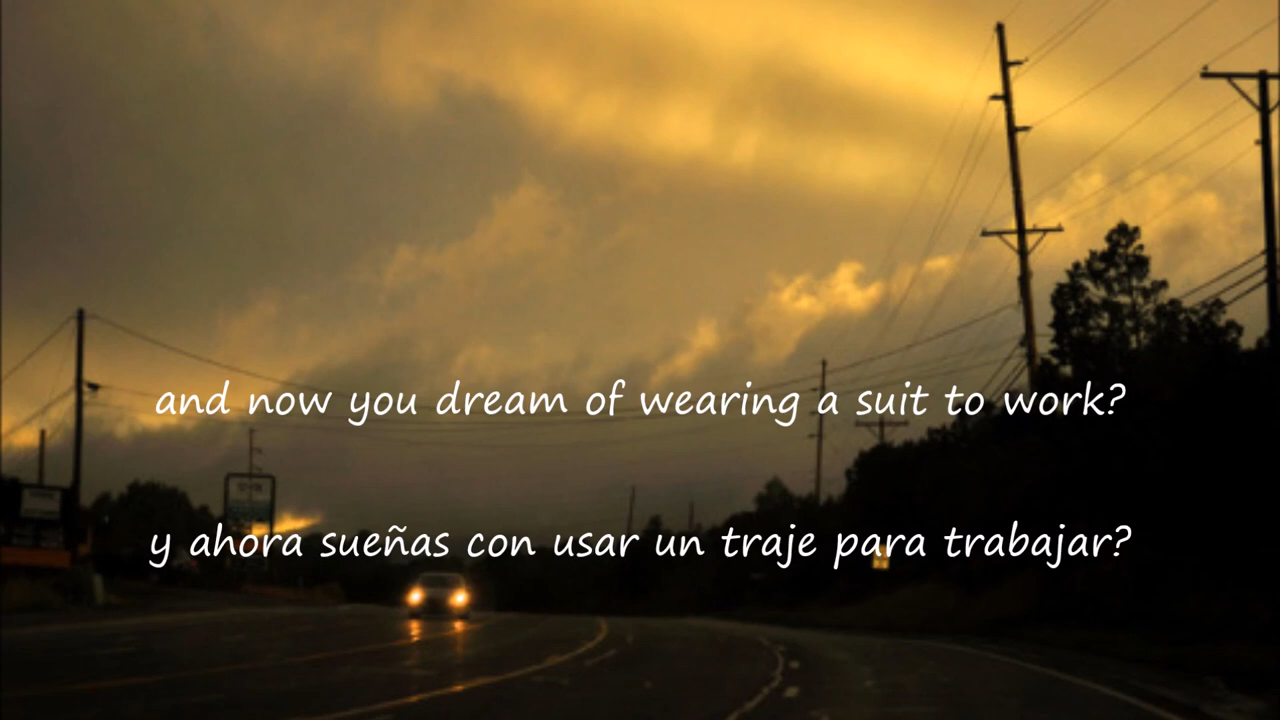 and now you dream of wearing a suit to work?
y ahora sueñas con usar un traje para trabajar?